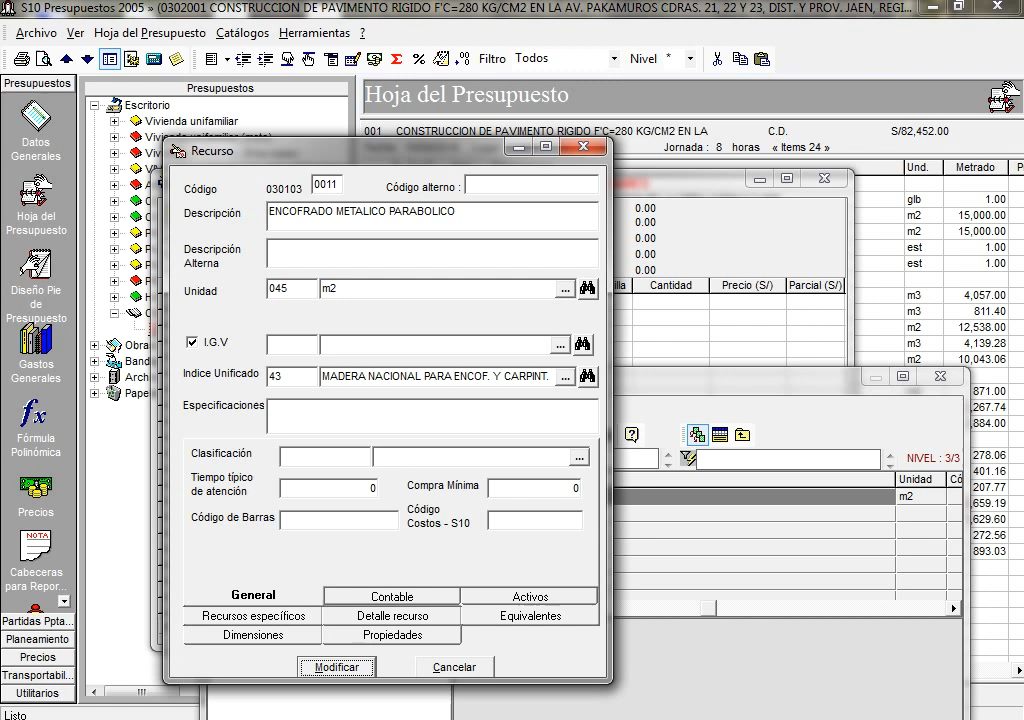 S10 Presupuestos 2005 » (0302001 CONSTRUCCION DE PAVIMENTO RIGIDO F'C=280 KG/CM2 EN LA AV. PAKAMUROS CDRAS. 21, 22 Y 23, DIST. Y PROV. JAEN, REGI...
Archivo Ver Hoja del Presupuesto Catálogos Herramientas ?
Filtro Todos Nivel *
Presupuestos
Datos Generales
Hoja del Presupuesto
Diseño Pie de Presupuesto
Gastos Generales
fx
Fórmula Polinómica
Precios
NOTA
Cabeceras para Repor...
Partidas Ppta...
Planeamiento
Precios
Transportabil...
Utilitarios
Listo
Presupuestos
Escritorio
Vivienda unifamiliar
Obra
Band
Arch
Pape
Hoja del Presupuesto
001 CONSTRUCCION DE PAVIMENTO RIGIDO F'C=280 KG/CM2 EN LA C.D. S/82,452.00
Jornada : 8 horas « Items 24 »
Und. Metrado P
glb 1.00
m2 15,000.00
m2 15,000.00
est 1.00
est 1.00
m3 4,057.00
m3 811.40
m2 12,538.00
m3 4,139.28
m2 10,043.06
871.00
,267.74
,884.00
278.06
401.16
207.77
,659.19
,629.60
272.56
893.03
0.00
0.00
0.00
0.00
0.00
illa Cantidad Precio (S/) Parcial (S/)
NIVEL : 3/3
Unidad Có
m2
Recurso
Código 030103 0011 Código alterno :
Descripción ENCOFRADO METALICO PARABOLICO
Descripción Alterna
Unidad 045 m2 ...
I.G.V ...
Indice Unificado 43 MADERA NACIONAL PARA ENCOF. Y CARPINT. ...
Especificaciones
Clasificación ...
Tiempo típico de atención 0 Compra Mínima 0
Código de Barras Código Costos - S10
General Contable Activos
Recursos específicos Detalle recurso Equivalentes
Dimensiones Propiedades
Modificar Cancelar